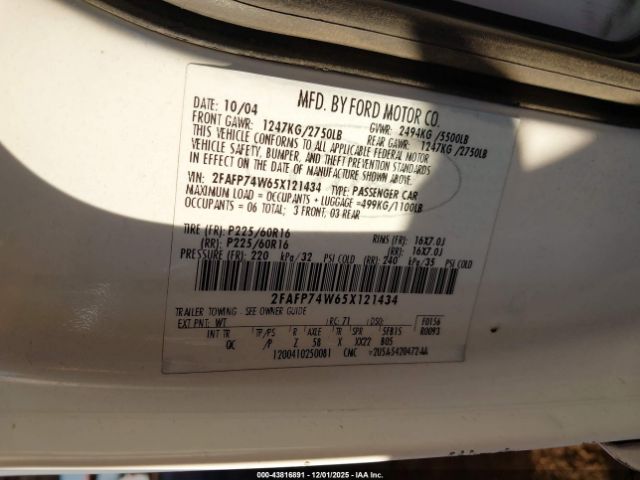 MFD. BY FORD MOTOR CO.
DATE: 10/04
GVWR: 2494KG/5500LB
FRONT GAWR: 1247KG/2750LB
REAR GAWR: 1247KG/2750LB
THIS VEHICLE CONFORMS TO ALL APPLICABLE FEDERAL MOTOR
VEHICLE SAFETY, BUMPER, AND THEFT PREVENTION STANDARDS
IN EFFECT ON THE DATE OF MANUFACTURE SHOWN ABOVE.
VIN: 2FAFP74W65X121434 TYPE: PASSENGER CAR
MAXIMUM LOAD = OCCUPANTS + LUGGAGE = 499KG/1100LB
OCCUPANTS = 06 TOTAL; 3 FRONT, 03 REAR
TIRE (FR): P225/60R16 RIMS (FR): 16X7.0J
(RR): P225/60R16 (RR): 16X7.0J
PRESSURE (FR): 220 kPa/32 PSI COLD (RR): 240 kPa/35 PSI COLD
2FAFP74W65X121434
TRAILER TOWING - SEE OWNER GUIDE
EXT PNT: WT RC: 71 DSO: F0156
INT TR TP/PS R AXLE TR SPR R0093
QC /P Z 5B X XX22 B05
1200410250081 CMC
000-43816891 - 12/01/2025 - IAA Inc.